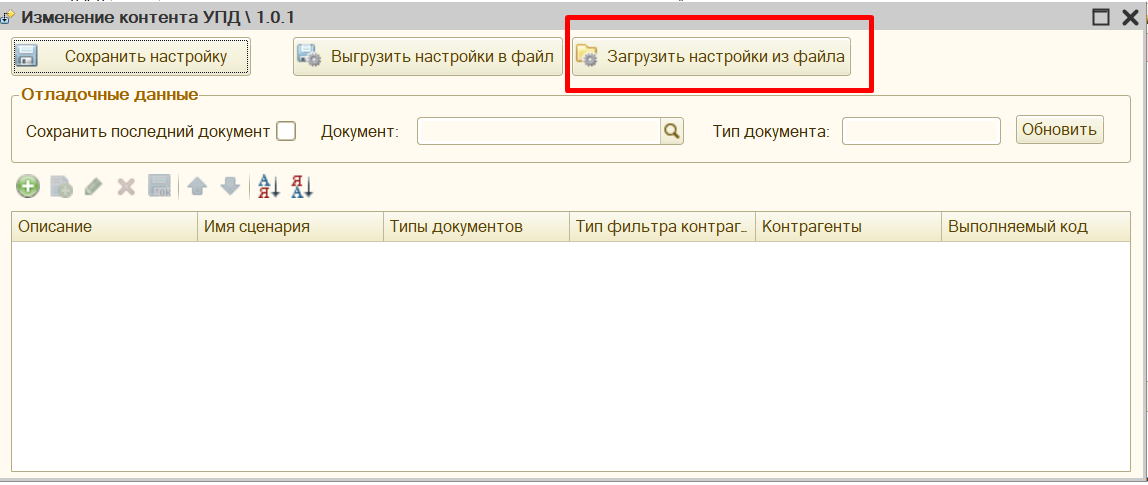 Изменение контента УПД \ 1.0.1
Сохранить настройку Выгрузить настройки в файл Загрузить настройки из файла
Отладочные данные
Сохранить последний документ Документ: Тип документа: Обновить
Описание Имя сценария Типы документов Тип фильтра контраг... Контрагенты Выполняемый код